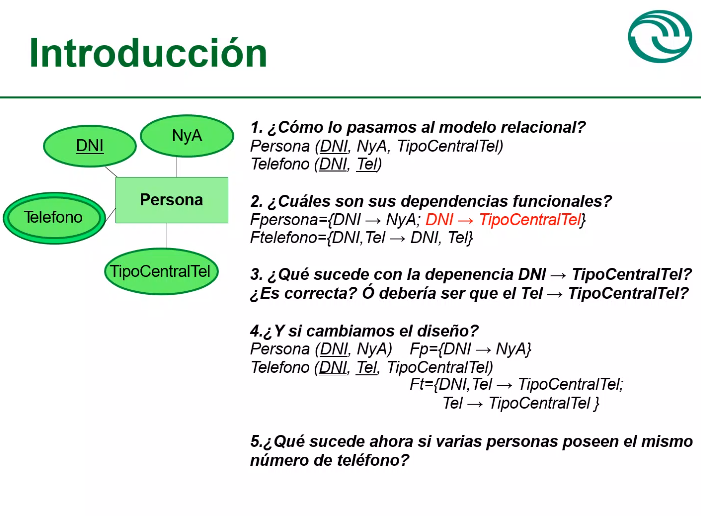 Introducción
DNI
NyA
Persona
Telefono
TipoCentralTel
1. ¿Cómo lo pasamos al modelo relacional?
Persona (DNI, NyA, TipoCentralTel)
Telefono (DNI, Tel)
2. ¿Cuáles son sus dependencias funcionales?
Fpersona={DNI → NyA; DNI → TipoCentralTel}
Ftelefono={DNI,Tel → DNI, Tel}
3. ¿Qué sucede con la depenencia DNI → TipoCentralTel?
¿Es correcta? Ó debería ser que el Tel → TipoCentralTel?
4.¿Y si cambiamos el diseño?
Persona (DNI, NyA) Fp={DNI → NyA}
Telefono (DNI, Tel, TipoCentralTel)
Ft={DNI,Tel → TipoCentralTel;
Tel → TipoCentralTel }
5.¿Qué sucede ahora si varias personas poseen el mismo
número de teléfono?